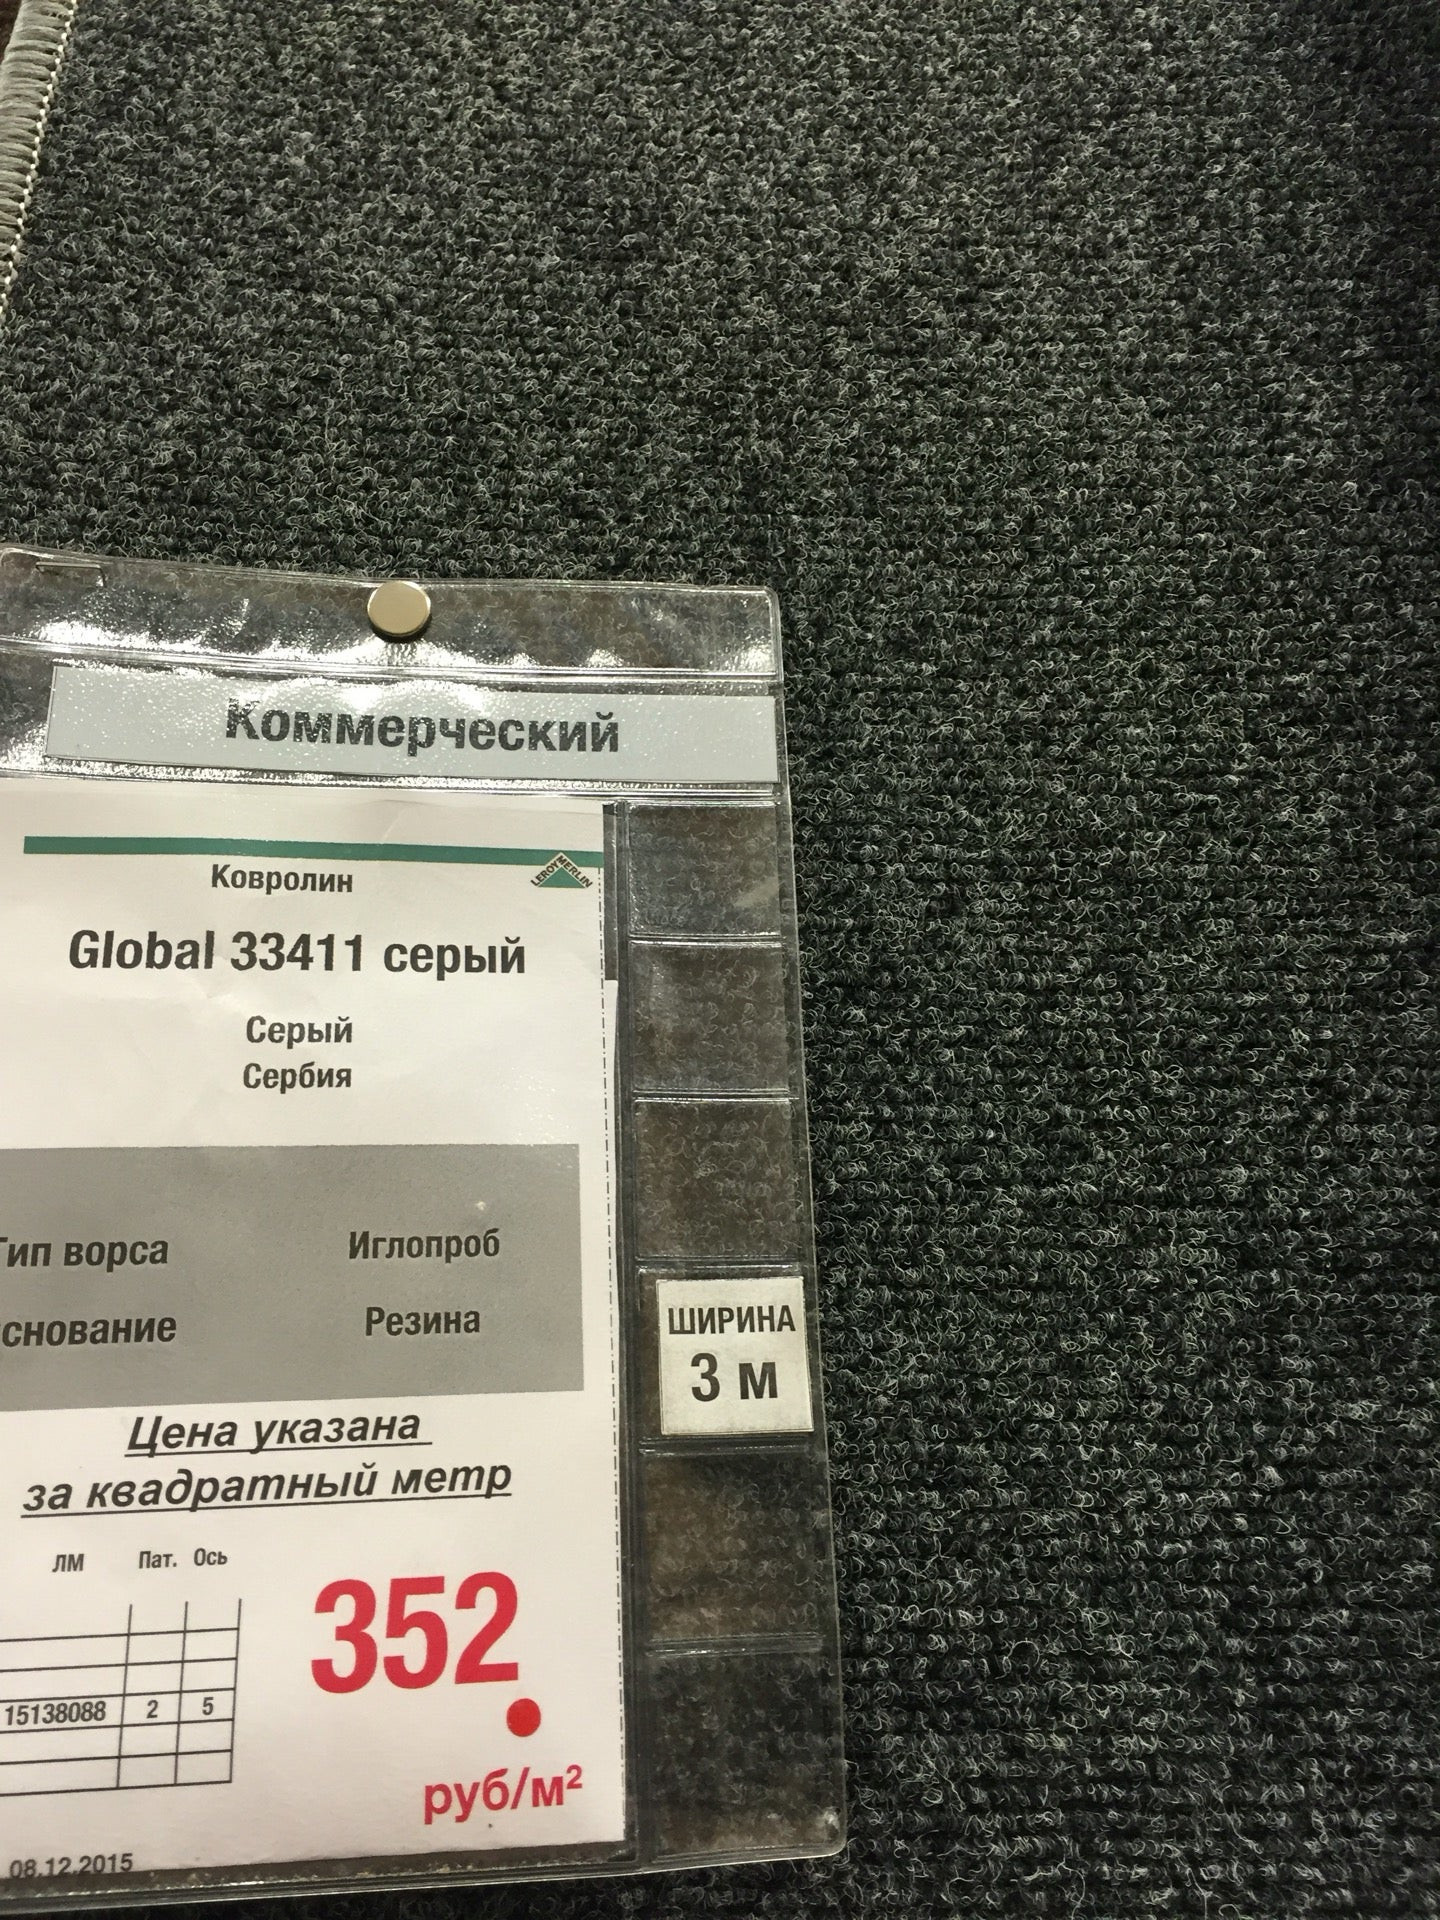 Коммерческий
Ковролин
LEROY MERLIN
Global 33411 серый
Серый
Сербия
Тип ворса Иглопроб
снование Резина
ШИРИНА
3 м
Цена указана
за квадратный метр
ЛМ Пат. Ось
352.
15138088 2 5
руб/м²
08.12.2015